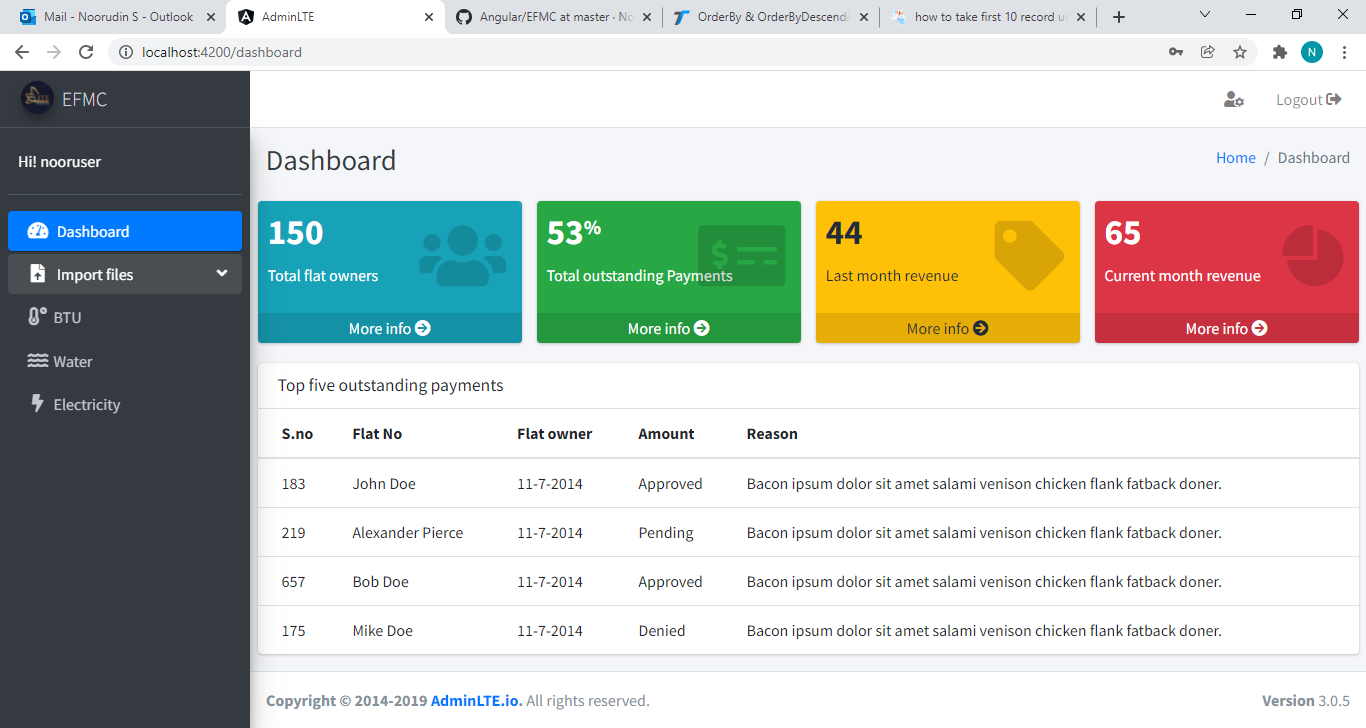 Mail - Noorudin S - Outlook
AdminLTE
Angular/EFMC at master · No
OrderBy & OrderByDescendi
how to take first 10 record us
localhost:4200/dashboard
N
EFMC
Logout
Hi! nooruser
Dashboard
Home / Dashboard
Dashboard
Import files
BTU
Water
Electricity
150
Total flat owners
More info
53%
Total outstanding Payments
More info
44
Last month revenue
More info
65
Current month revenue
More info
Top five outstanding payments
S.no Flat No Flat owner Amount Reason
183 John Doe 11-7-2014 Approved Bacon ipsum dolor sit amet salami venison chicken flank fatback doner.
219 Alexander Pierce 11-7-2014 Pending Bacon ipsum dolor sit amet salami venison chicken flank fatback doner.
657 Bob Doe 11-7-2014 Approved Bacon ipsum dolor sit amet salami venison chicken flank fatback doner.
175 Mike Doe 11-7-2014 Denied Bacon ipsum dolor sit amet salami venison chicken flank fatback doner.
Copyright © 2014-2019 AdminLTE.io. All rights reserved.
Version 3.0.5